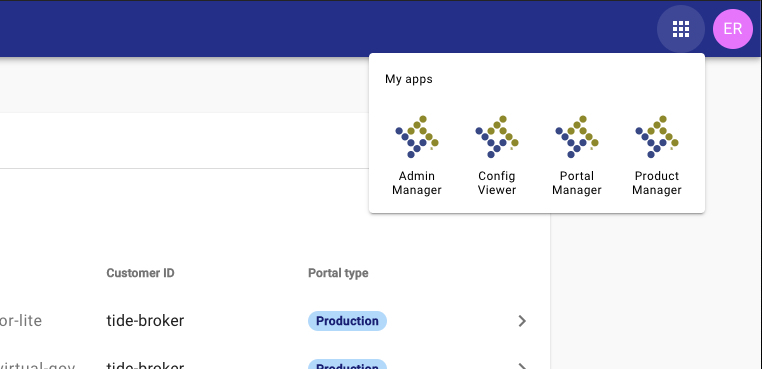 ER
My apps
Admin Manager
Config Viewer
Portal Manager
Product Manager
Customer ID
Portal type
or-lite
tide-broker
Production
virtual-gov
tide-broker
Production